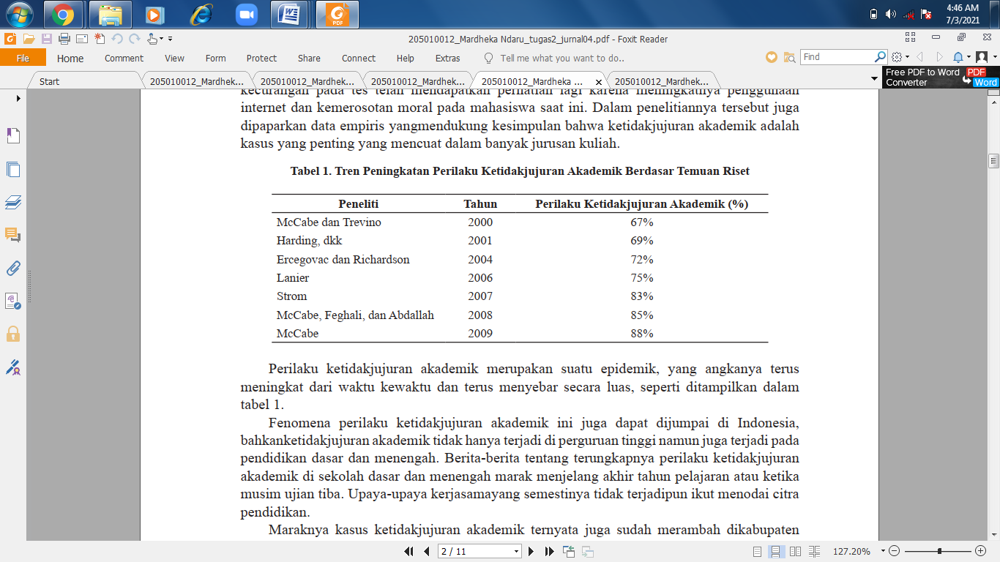 4:46 AM
7/3/2021
205010012_Mardheka Ndaru_tugas2_jurnal04.pdf - Foxit Reader
File Home Comment View Form Protect Share Connect Help Extras Tell me what you want to do.. Find
Start 205010012_Mardhek... 205010012_Mardhek... 205010012_Mardhek... 205010012_Mardheka ... 205010012_Mardhek...
Free PDF to Word PDF
Converter Word
kecurangan pada tes telah mendapatkan perhatian lagi karena meningkatnya penggunaan
internet dan kemerosotan moral pada mahasiswa saat ini. Dalam penelitiannya tersebut juga
dipaparkan data empiris yangmendukung kesimpulan bahwa ketidakjujuran akademik adalah
kasus yang penting yang mencuat dalam banyak jurusan kuliah.
Tabel 1. Tren Peningkatan Perilaku Ketidakjujuran Akademik Berdasar Temuan Riset
Peneliti Tahun Perilaku Ketidakjujuran Akademik (%)
McCabe dan Trevino 2000 67%
Harding, dkk 2001 69%
Ercegovac dan Richardson 2004 72%
Lanier 2006 75%
Strom 2007 83%
McCabe, Feghali, dan Abdallah 2008 85%
McCabe 2009 88%
Perilaku ketidakjujuran akademik merupakan suatu epidemik, yang angkanya terus
meningkat dari waktu kewaktu dan terus menyebar secara luas, seperti ditampilkan dalam
tabel 1.
Fenomena perilaku ketidakjujuran akademik ini juga dapat dijumpai di Indonesia,
bahkanketidakjujuran akademik tidak hanya terjadi di perguruan tinggi namun juga terjadi pada
pendidikan dasar dan menengah. Berita-berita tentang terungkapnya perilaku ketidakjujuran
akademik di sekolah dasar dan menengah marak menjelang akhir tahun pelajaran atau ketika
musim ujian tiba. Upaya-upaya kerjasamayang semestinya tidak terjadipun ikut menodai citra
pendidikan.
Maraknya kasus ketidakjujuran akademik ternyata juga sudah merambah dikabupaten
2 / 11 127.20%